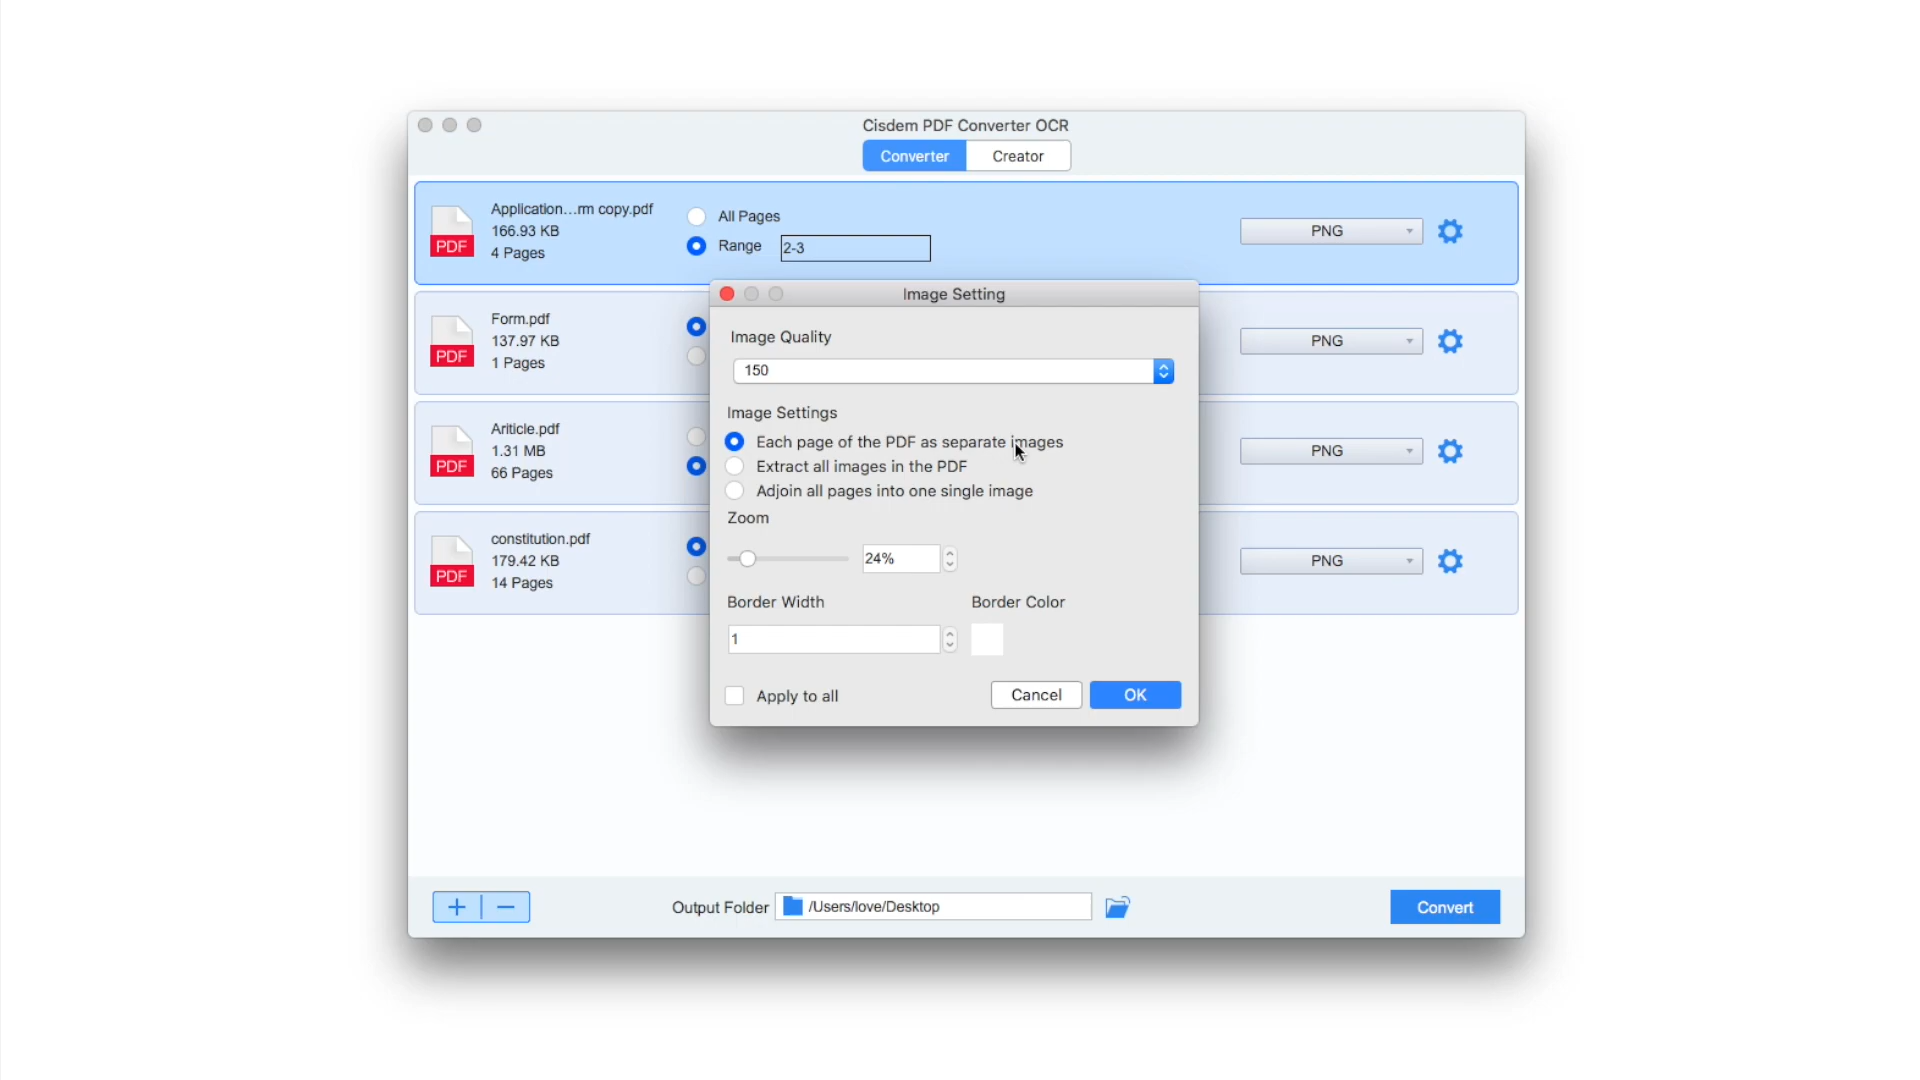 Cisdem PDF Converter OCR
Converter Creator
Application…rm copy.pdf
166.93 KB
4 Pages
PDF
All Pages
Range 2-3
PNG
Form.pdf
137.97 KB
1 Pages
PDF
PNG
Ariticle.pdf
1.31 MB
66 Pages
PDF
PNG
constitution.pdf
179.42 KB
14 Pages
PDF
PNG
Image Setting
Image Quality
150
Image Settings
Each page of the PDF as separate images
Extract all images in the PDF
Adjoin all pages into one single image
Zoom
24%
Border Width Border Color
1
Apply to all Cancel OK
Output Folder /Users/love/Desktop
Convert